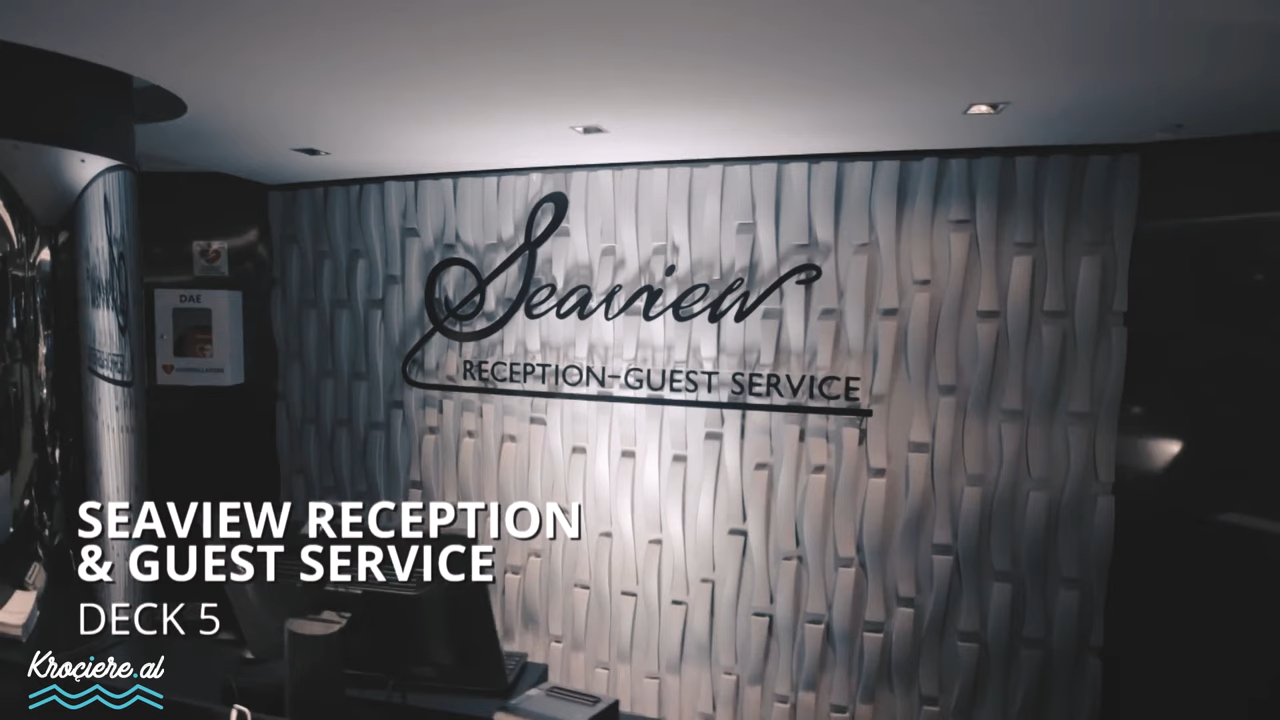 Seaview
RECEPTION-GUEST SERVICE
DAE
SEAVIEW RECEPTION
& GUEST SERVICE
DECK 5
Kroçiere.al